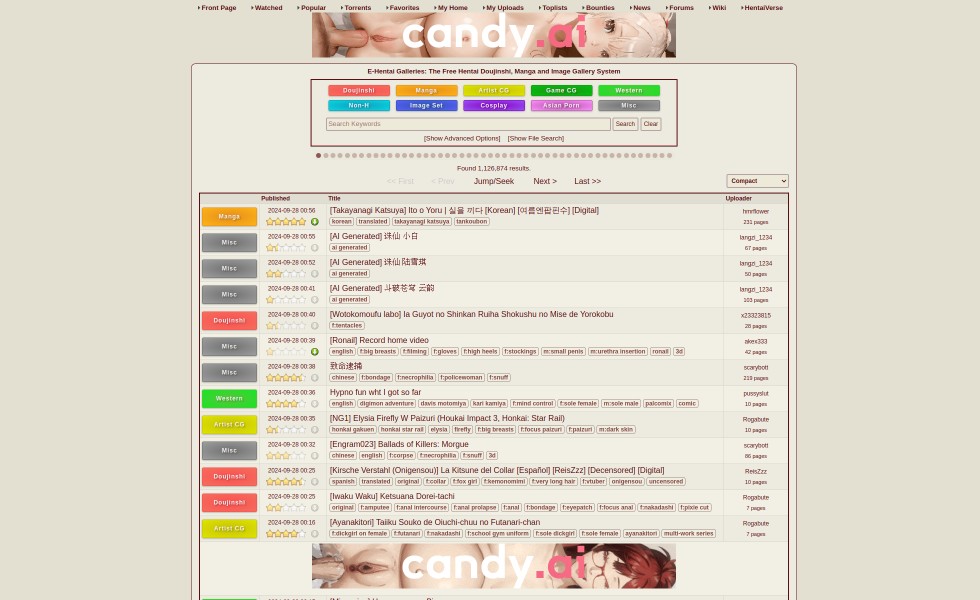 Front Page Watched Popular Torrents Favorites My Home My Uploads Toplists Bounties News Forums Wiki HentaiVerse
candy.ai
E-Hentai Galleries: The Free Hentai Doujinshi, Manga and Image Gallery System
Doujinshi Manga Artist CG Game CG Western
Non-H Image Set Cosplay Asian Porn Misc
Search Keywords Search Clear
[Show Advanced Options] [Show File Search]
Found 1,126,874 results.
<< First < Prev Jump/Seek Next > Last >> Compact
Published Title Uploader
Manga 2024-09-28 00:56 [Takayanagi Katsuya] Ito o Yoru | 실을 꼬다 [Korean] [여름엔팥빙수] [Digital] hmrflower
korean translated takayanagi katsuya tankoubon 231 pages
Misc 2024-09-28 00:55 [AI Generated] 诛仙 小白 langzi_1234
ai generated 67 pages
Misc 2024-09-28 00:52 [AI Generated] 诛仙 陆雪琪 langzi_1234
ai generated 50 pages
Misc 2024-09-28 00:41 [AI Generated] 斗破苍穹 云韵 langzi_1234
ai generated 103 pages
Doujinshi 2024-09-28 00:40 [Wotokomoufu labo] Ia Guyot no Shinkan Ruiha Shokushu no Mise de Yorokobu x23323815
f:tentacles 28 pages
Misc 2024-09-28 00:39 [Ronail] Record home video akex333
english f:big breasts f:filming f:gloves f:high heels f:stockings m:small penis m:urethra insertion ronail 3d 42 pages
Misc 2024-09-28 00:38 致命逮捕 scarybott
chinese f:bondage f:necrophilia f:policewoman f:snuff 219 pages
Western 2024-09-28 00:36 Hypno fun wht I got so far pussyslut
english digimon adventure davis motomiya kari kamiya f:mind control f:sole female m:sole male palcomix comic 10 pages
Artist CG 2024-09-28 00:35 [NG1] Elysia Firefly W Paizuri (Houkai Impact 3, Honkai: Star Rail) Rogabute
honkai gakuen honkai star rail elysia firefly f:big breasts f:focus paizuri f:paizuri m:dark skin 10 pages
Misc 2024-09-28 00:32 [Engram023] Ballads of Killers: Morgue scarybott
chinese english f:corpse f:necrophilia f:snuff 3d 86 pages
Doujinshi 2024-09-28 00:25 [Kirsche Verstahl (Onigensou)] La Kitsune del Collar [Español] [ReisZzz] [Decensored] [Digital] ReisZzz
spanish translated original f:collar f:fox girl f:kemonomimi f:very long hair f:vtuber onigensou uncensored 10 pages
Doujinshi 2024-09-28 00:25 [Iwaku Waku] Ketsuana Dorei-tachi Rogabute
original f:amputee f:anal intercourse f:anal prolapse f:anal f:bondage f:eyepatch f:focus anal f:nakadashi f:pixie cut 7 pages
Artist CG 2024-09-28 00:16 [Ayanakitori] Taiiku Souko de Oiuchi-chuu no Futanari-chan Rogabute
f:dickgirl on female f:futanari f:nakadashi f:school gym uniform f:sole dickgirl f:sole female ayanakitori multi-work series 7 pages
candy.ai